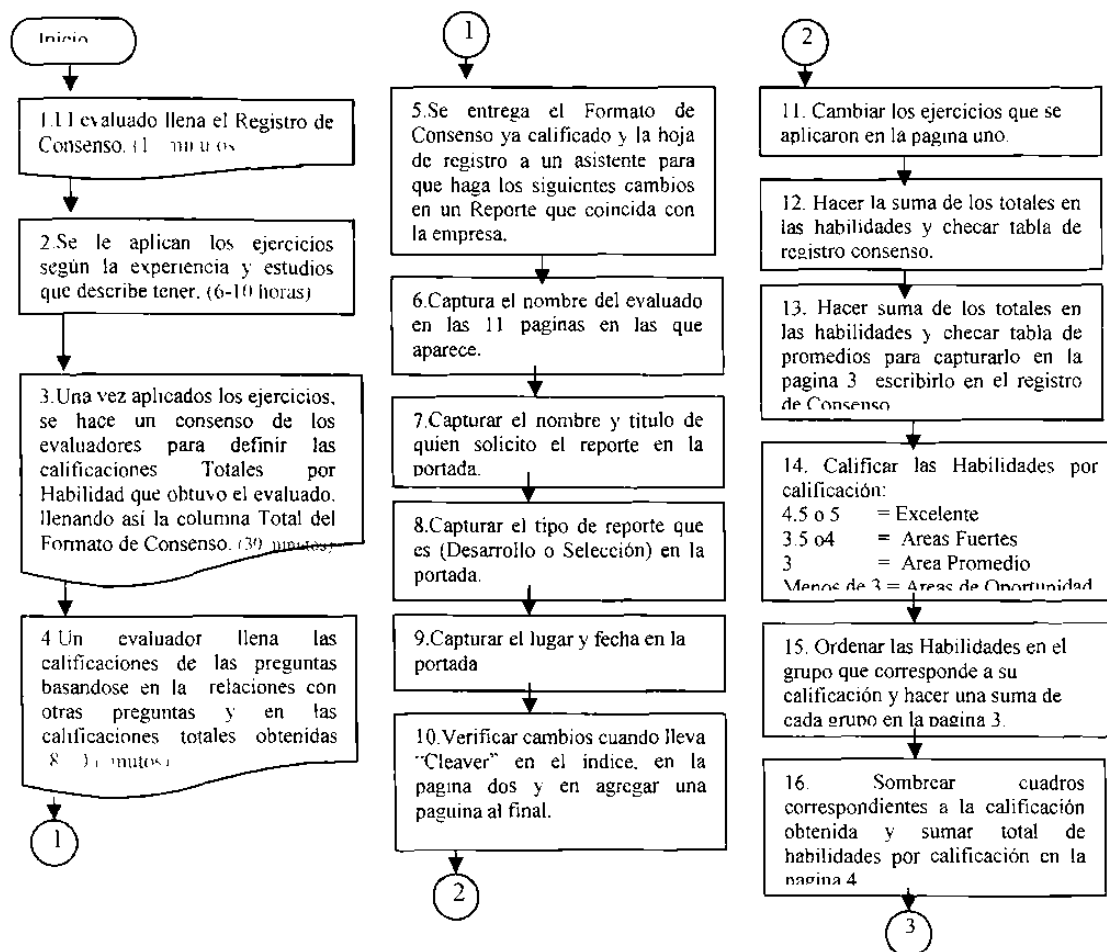 Inicio
1.El evaluado llena el Registro de
Consenso. (1 minutos
2.Se le aplican los ejercicios
según la experiencia y estudios
que describe tener. (6-10 horas)
3.Una vez aplicados los ejercicios,
se hace un consenso de los
evaluadores para definir las
calificaciones Totales por
Habilidad que obtuvo el evaluado,
llenando así la columna Total del
Formato de Consenso. (30 minutos)
4 Un evaluador llena las
calificaciones de las preguntas
basandose en la relaciones con
otras preguntas y en las
calificaciones totales obtenidas
minutos)
1
1
5.Se entrega el Formato de
Consenso ya calificado y la hoja
de registro a un asistente para
que haga los siguientes cambios
en un Reporte que coincida con
la empresa.
6.Captura el nombre del evaluado
en las 11 paginas en las que
aparece.
7.Capturar el nombre y titulo de
quien solicito el reporte en la
portada.
8.Capturar el tipo de reporte que
es (Desarrollo o Selección) en la
portada.
9.Capturar el lugar y fecha en la
portada
10.Verificar cambios cuando lleva
"Cleaver" en el indice, en la
pagina dos y en agregar una
paguina al final.
2
2
11. Cambiar los ejercicios que se
aplicaron en la pagina uno.
12. Hacer la suma de los totales en
las habilidades y checar tabla de
registro consenso.
13. Hacer suma de los totales en
las habilidades y checar tabla de
promedios para capturarlo en la
pagina 3 escribirlo en el registro
de Consenso
14. Calificar las Habilidades por
calificación:
4.5 o 5 = Excelente
3.5 o4 = Areas Fuertes
3 = Area Promedio
Menos de 3 = Areas de Oportunidad
15. Ordenar las Habilidades en el
grupo que corresponde a su
calificación y hacer una suma de
cada grupo en la pagina 3.
16. Sombrear cuadros
correspondientes a la calificación
obtenida y sumar total de
habilidades por calificación en la
pagina 4
3